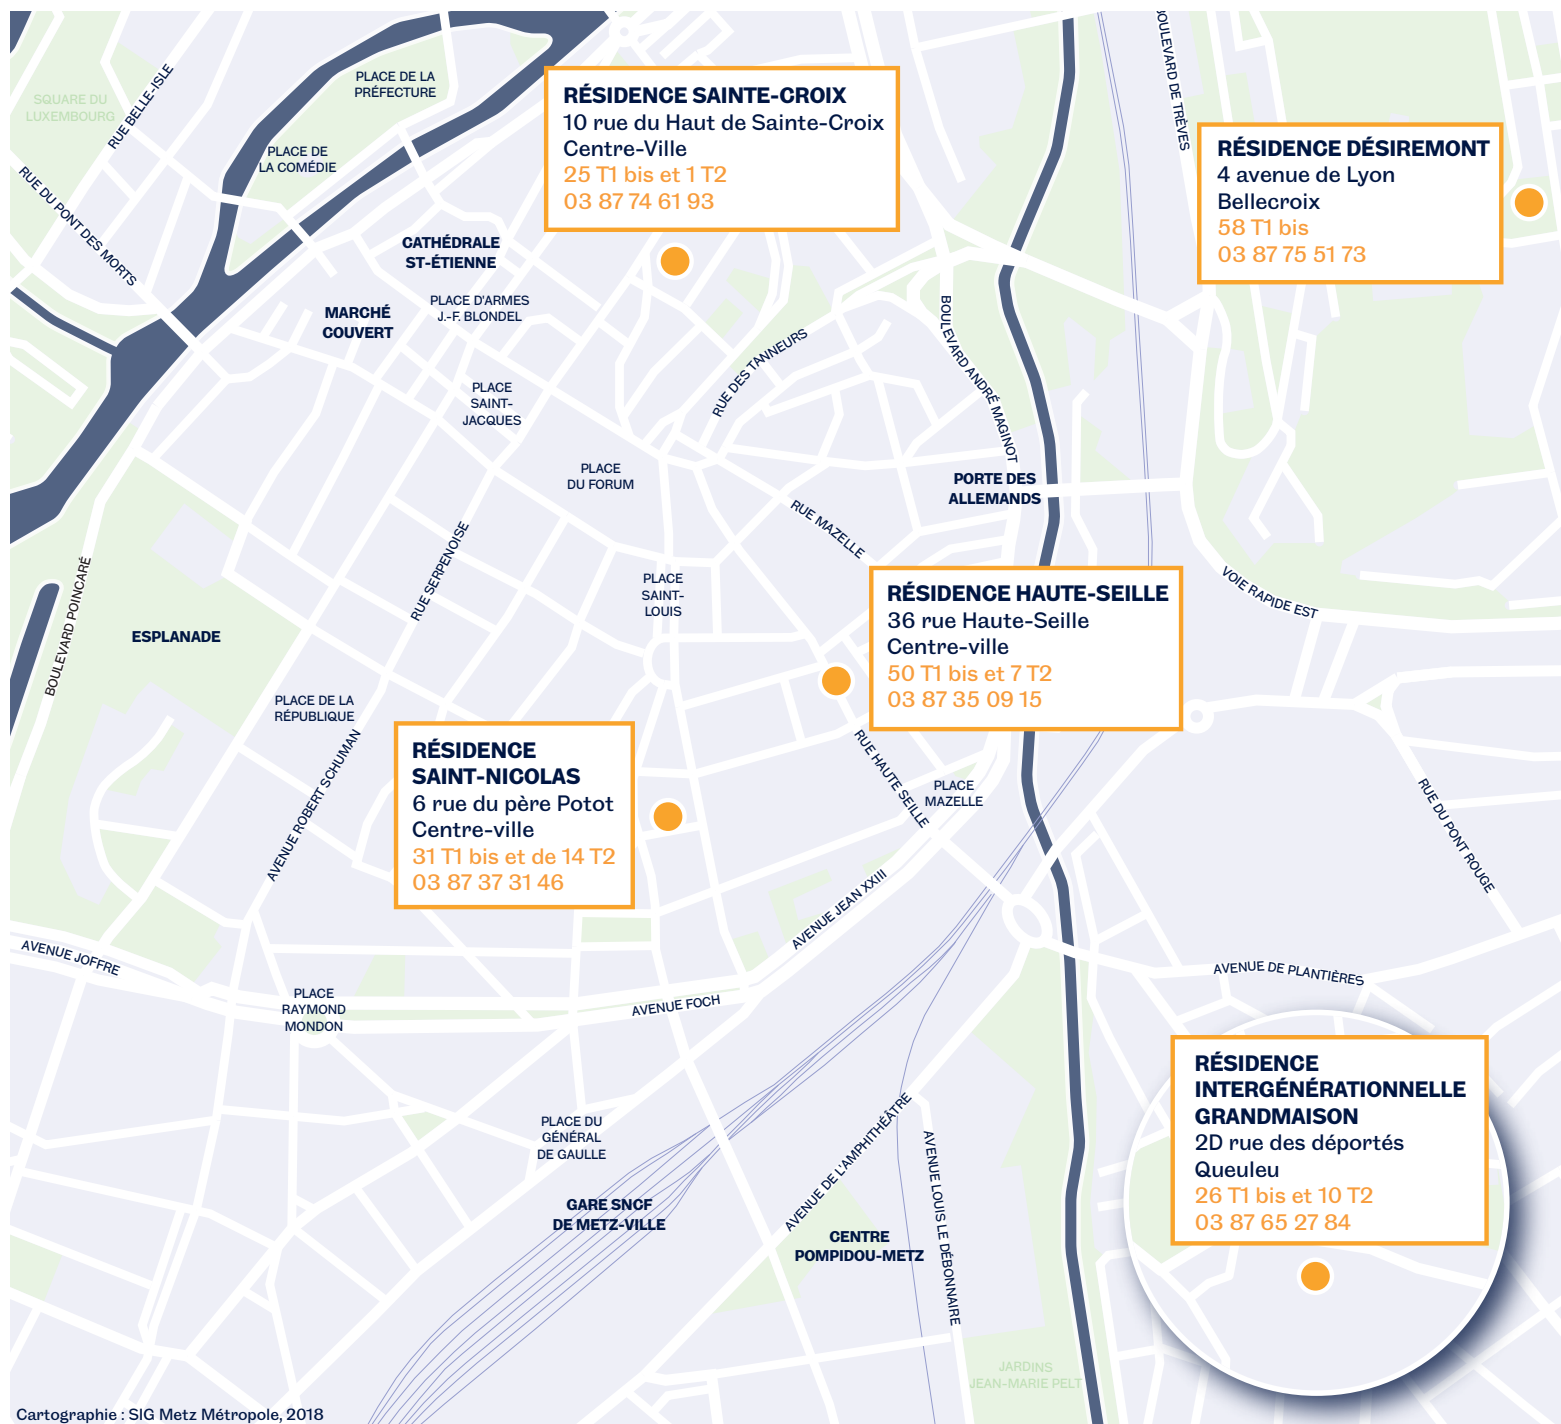 SQUARE DU
LUXEMBOURG
RUE BELLE-ISLE
PLACE DE LA
PRÉFECTURE
PLACE DE
LA COMÉDIE
RUE DU PONT DES MORTS
BOULEVARD DE TRÈVES
RÉSIDENCE SAINTE-CROIX
10 rue du Haut de Sainte-Croix
Centre-Ville
25 T1 bis et 1 T2
03 87 74 61 93
RÉSIDENCE DÉSIREMONT
4 avenue de Lyon
Bellecroix
58 T1 bis
03 87 75 51 73
CATHÉDRALE
ST-ÉTIENNE
PLACE D'ARMES
J.-F. BLONDEL
MARCHÉ
COUVERT
BOULEVARD ANDRÉ MAGINOT
RUE DES TANNEURS
PLACE
SAINT-
JACQUES
PLACE
DU FORUM
PORTE DES
ALLEMANDS
RUE MAZELLE
RUE SERPENOISE
BOULEVARD POINCARÉ
PLACE
SAINT-
LOUIS
VOIE RAPIDE EST
ESPLANADE
RÉSIDENCE HAUTE-SEILLE
36 rue Haute-Seille
Centre-ville
50 T1 bis et 7 T2
03 87 35 09 15
PLACE DE LA
RÉPUBLIQUE
AVENUE ROBERT SCHUMAN
RÉSIDENCE
SAINT-NICOLAS
6 rue du père Potot
Centre-ville
31 T1 bis et de 14 T2
03 87 37 31 46
RUE HAUTE SEILLE
PLACE
MAZELLE
RUE DU PONT ROUGE
AVENUE JEAN XXIII
AVENUE JOFFRE
AVENUE DE PLANTIÈRES
PLACE
RAYMOND
MONDON
AVENUE FOCH
RÉSIDENCE
INTERGÉNÉRATIONNELLE
GRANDMAISON
2D rue des déportés
Queuleu
26 T1 bis et 10 T2
03 87 65 27 84
PLACE DU
GÉNÉRAL
DE GAULLE
AVENUE DE L'AMPHITHÉÂTRE
AVENUE LOUIS LE DÉBONNAIRE
GARE SNCF
DE METZ-VILLE
CENTRE
POMPIDOU-METZ
JARDINS
JEAN-MARIE PELT
Cartographie : SIG Metz Métropole, 2018